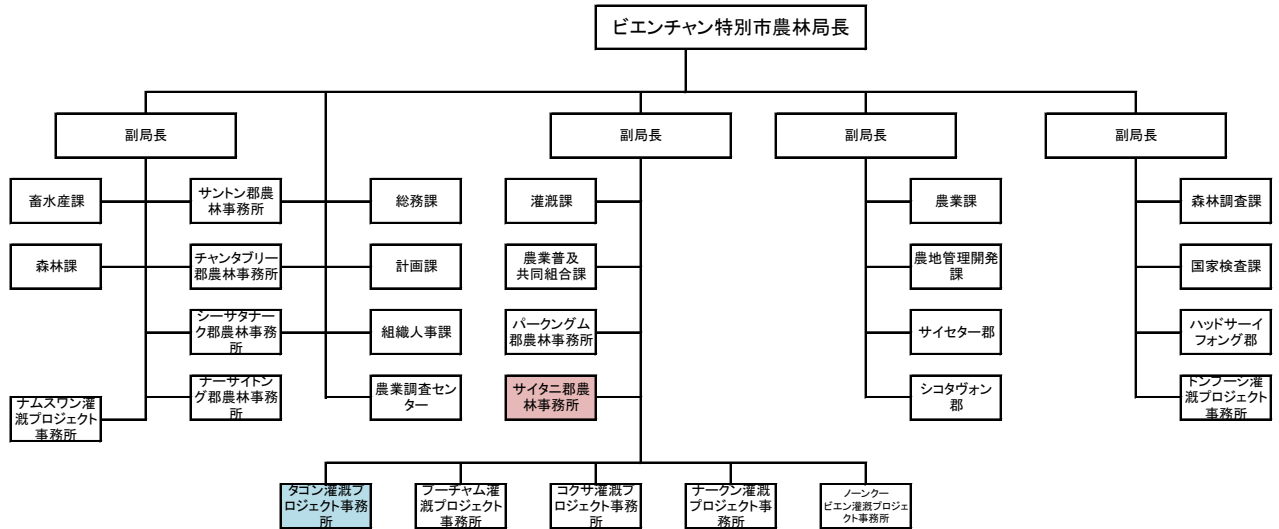 ビエンチャン特別市農林局長
副局長
副局長
副局長
副局長
畜水産課
サントン郡農
林事務所
総務課
灌漑課
農業課
森林調査課
森林課
チャンタブリー
郡農林事務所
計画課
農業普及
共同組合課
農地管理開発
課
国家検査課
シーサタナー
ク郡農林事務
所
組織人事課
パークングム
郡農林事務所
サイセター郡
ハッドサーイ
フォング郡
ナムスワン灌
漑プロジェクト
事務所
ナーサイトン
グ郡農林事務
所
農業調査セン
ター
サイタニ郡農
林事務所
シコタヴォン
郡
トンフーン灌
漑プロジェクト
事務所
タゴン灌漑プ
ロジェクト事務
所
フーチャム灌
漑プロジェクト
事務所
コクサ灌漑プ
ロジェクト事務
所
ナークン灌漑
プロジェクト事
務所
ノーンクー
ビエン灌漑プロジェ
クト事務所